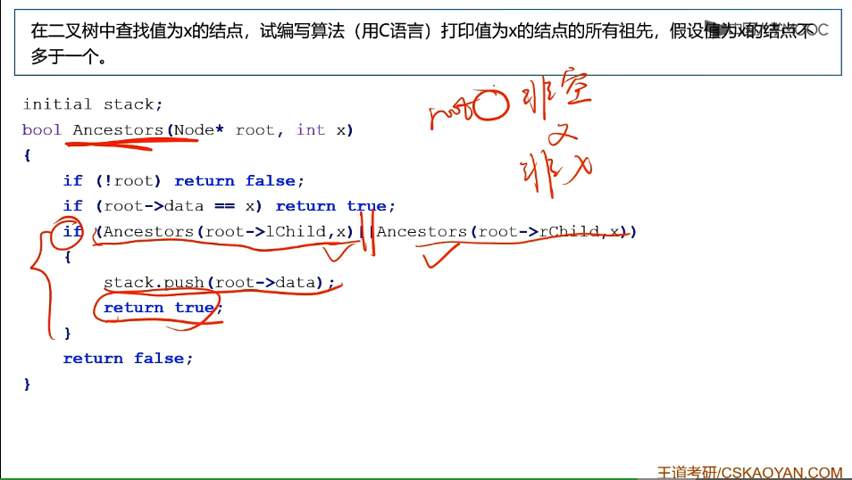 在二叉树中查找值为x的结点，试编写算法（用C语言）打印值为x的结点的所有祖先，假设值为x的结点不
多于一个。
initial stack;
bool Ancestors(Node* root, int x)
{
if (!root) return false;
if (root->data == x) return true;
if (Ancestors(root->lChild,x)||Ancestors(root->rChild,x))
{
stack.push(root->data);
return true;
}
return false;
}
root 非空
又
非x
王道考研/CSKAOYAN.COM